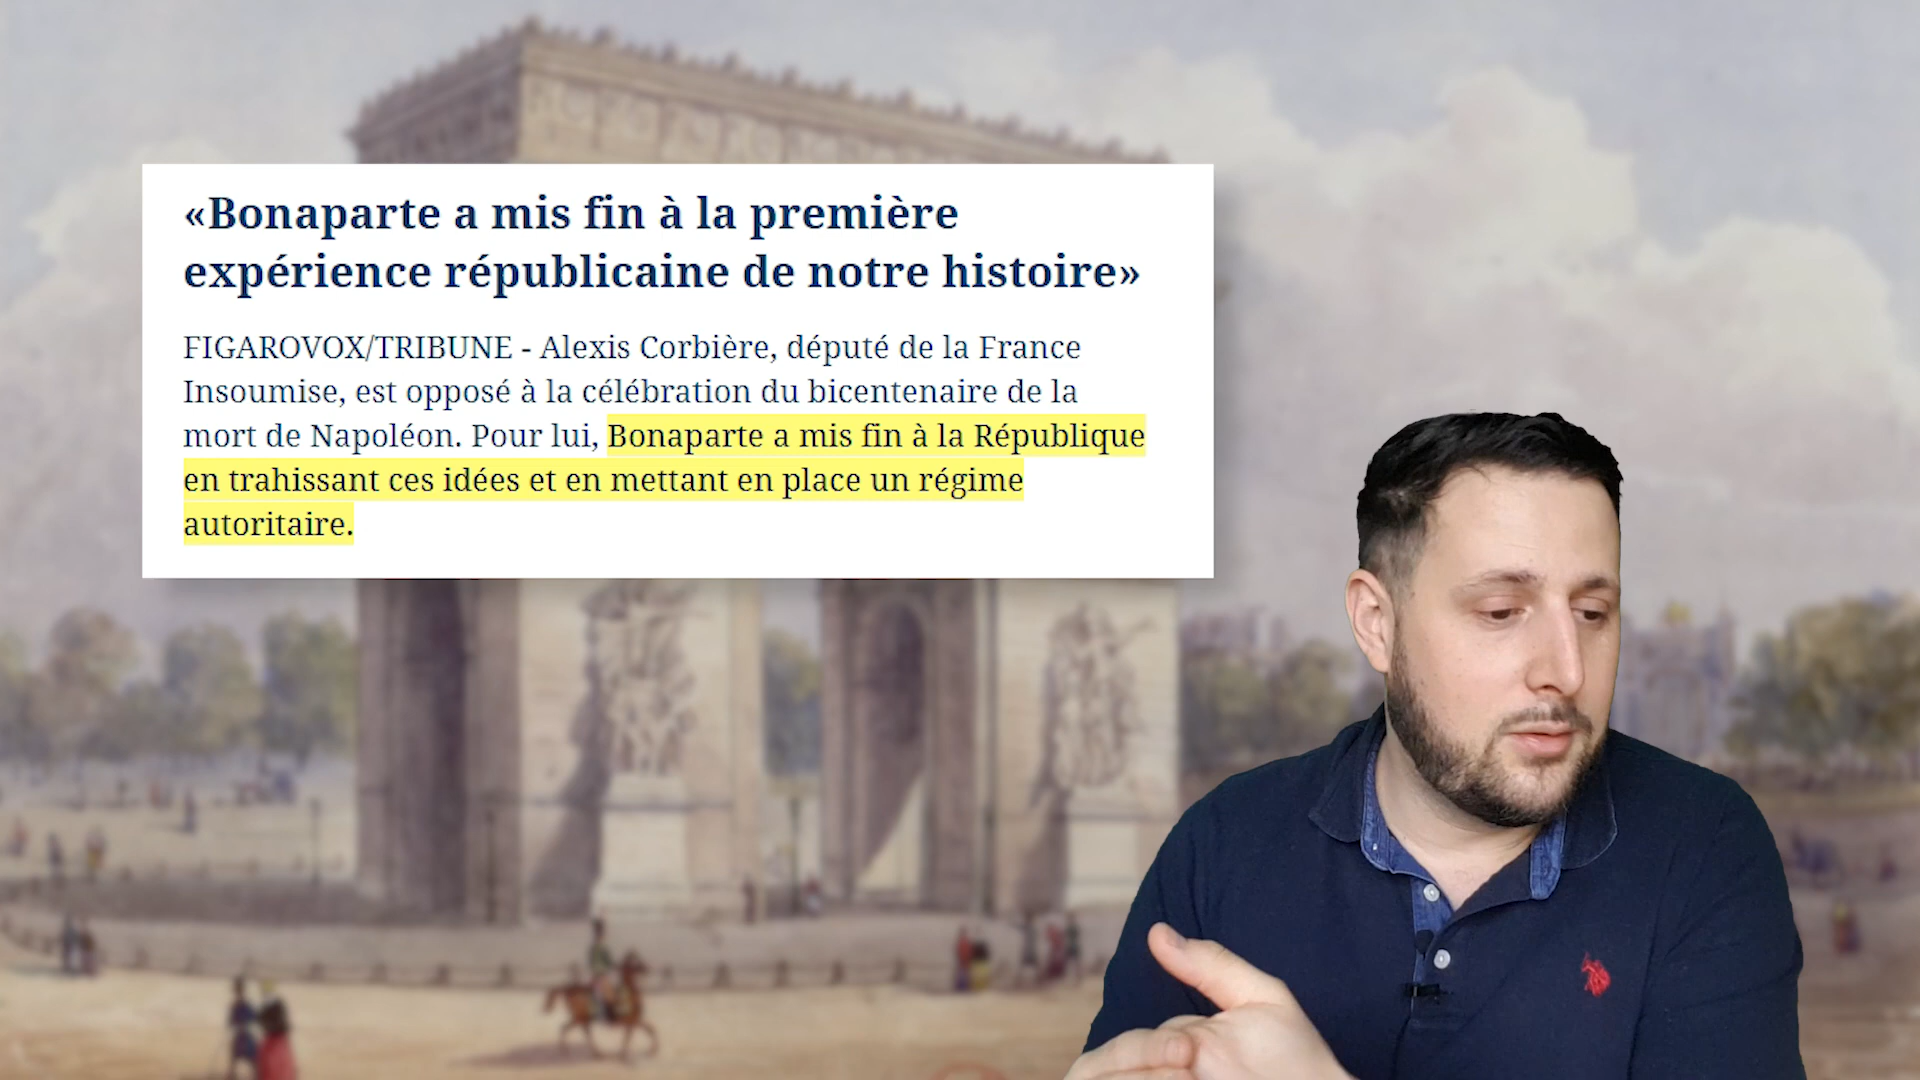 «Bonaparte a mis fin à la première
expérience républicaine de notre histoire»
FIGAROVOX/TRIBUNE - Alexis Corbière, député de la France
Insoumise, est opposé à la célébration du bicentenaire de la
mort de Napoléon. Pour lui, Bonaparte a mis fin à la République
en trahissant ces idées et en mettant en place un régime
autoritaire.